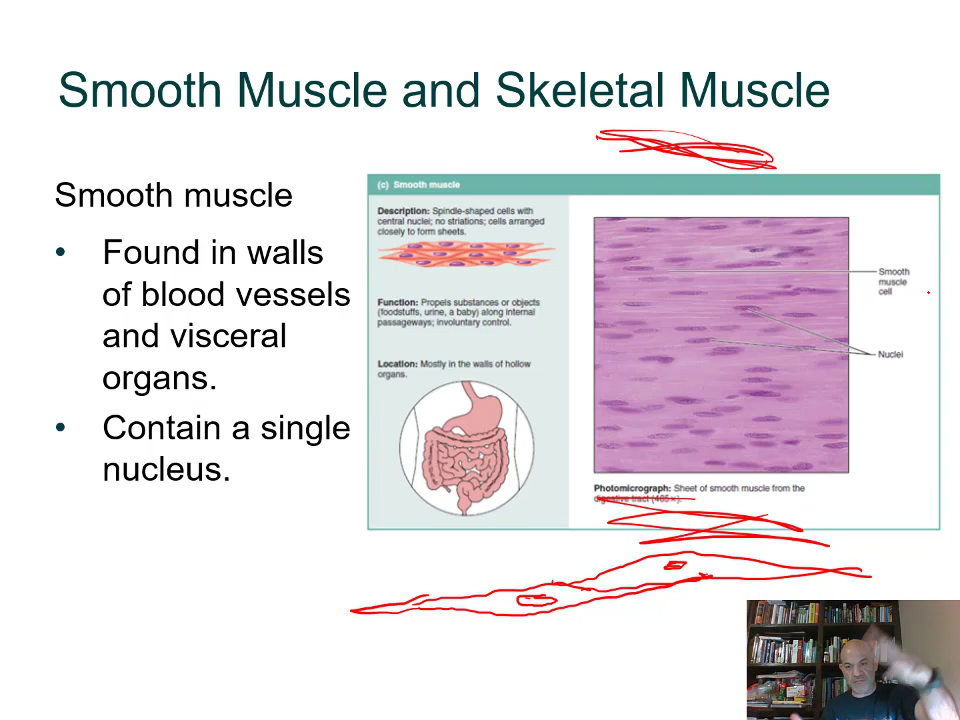 Smooth Muscle and Skeletal Muscle
Smooth muscle
• Found in walls
of blood vessels
and visceral
organs.
• Contain a single
nucleus.
(c) Smooth muscle
Description: Spindle-shaped cells with
central nuclei; no striations; cells arranged
closely to form sheets.
Function: Propels substances or objects
(foodstuffs, urine, a baby) along internal
passageways; involuntary control.
Location: Mostly in the walls of hollow
organs.
Smooth
muscle
cell
Nuclei
Photomicrograph: Sheet of smooth muscle from the
digestive tract (465×).